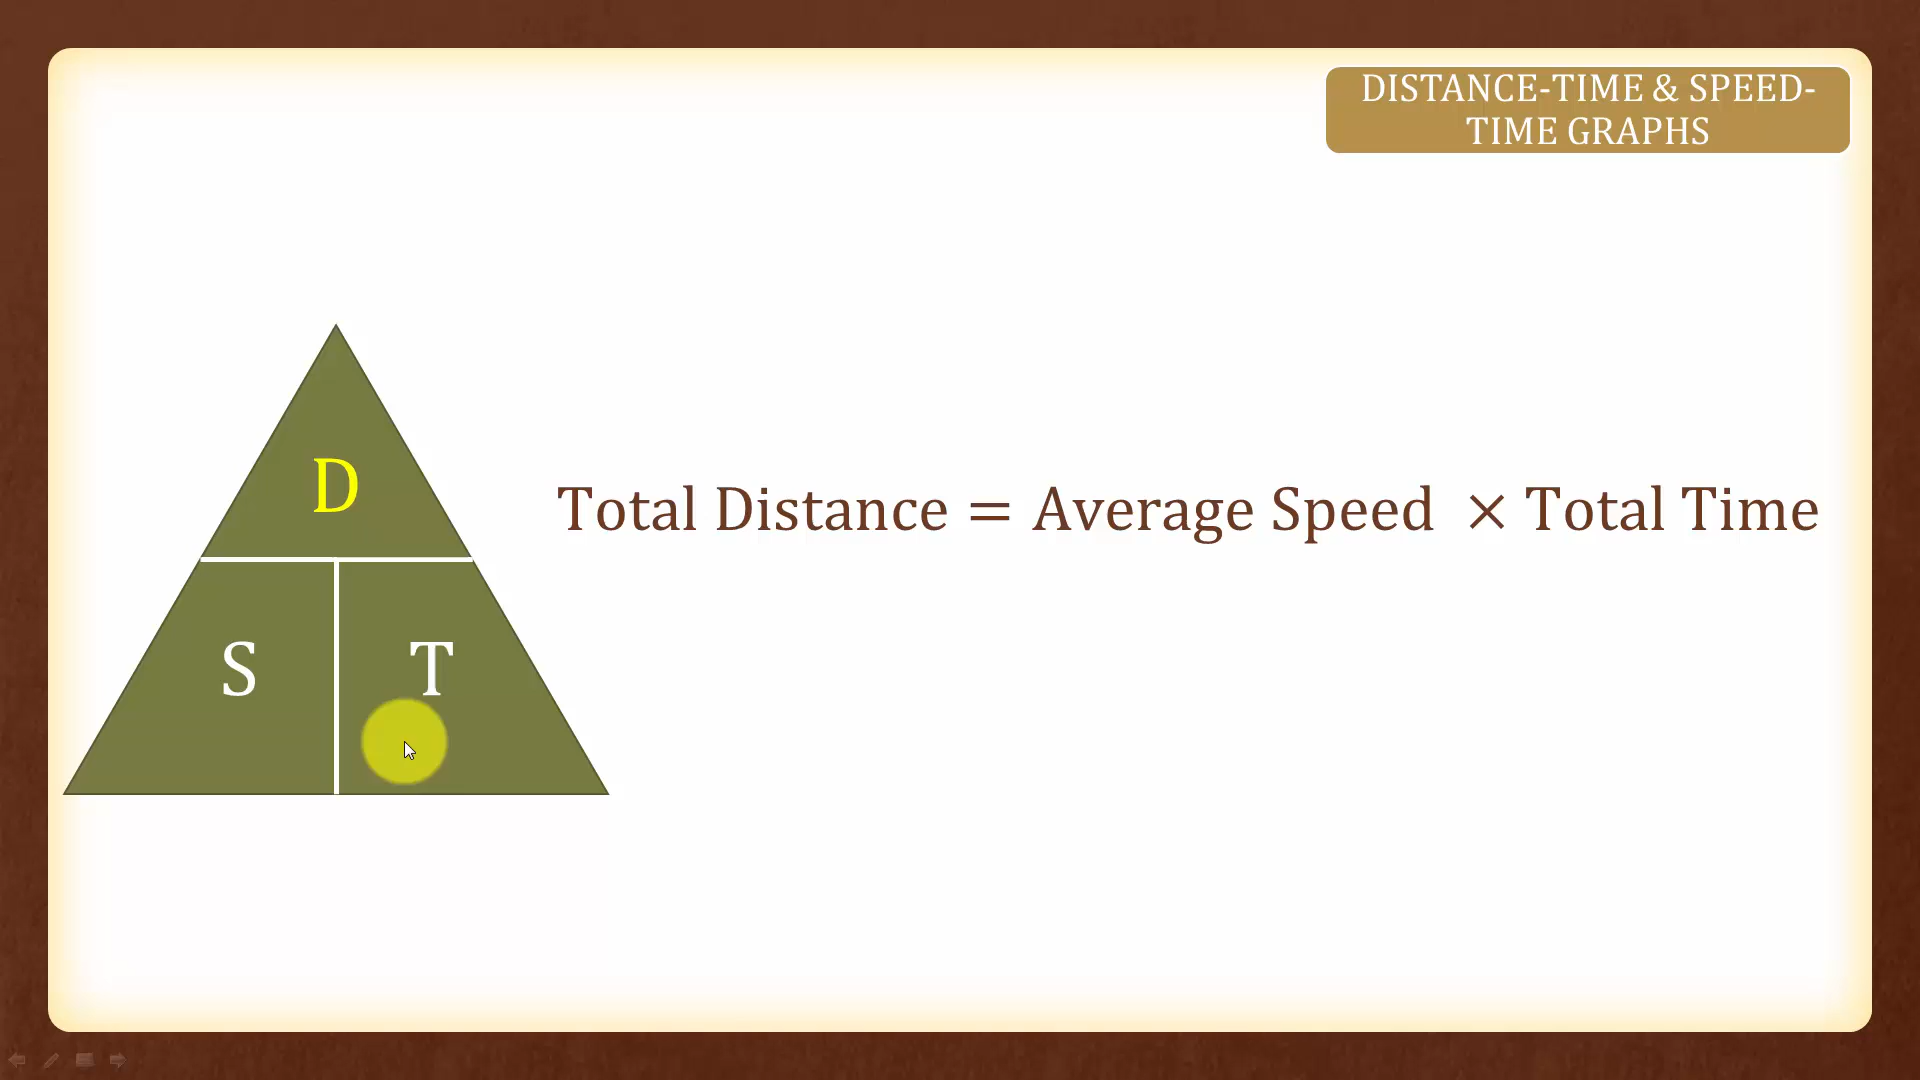 DISTANCE-TIME & SPEED-
TIME GRAPHS
D
Total Distance = Average Speed × Total Time
S T